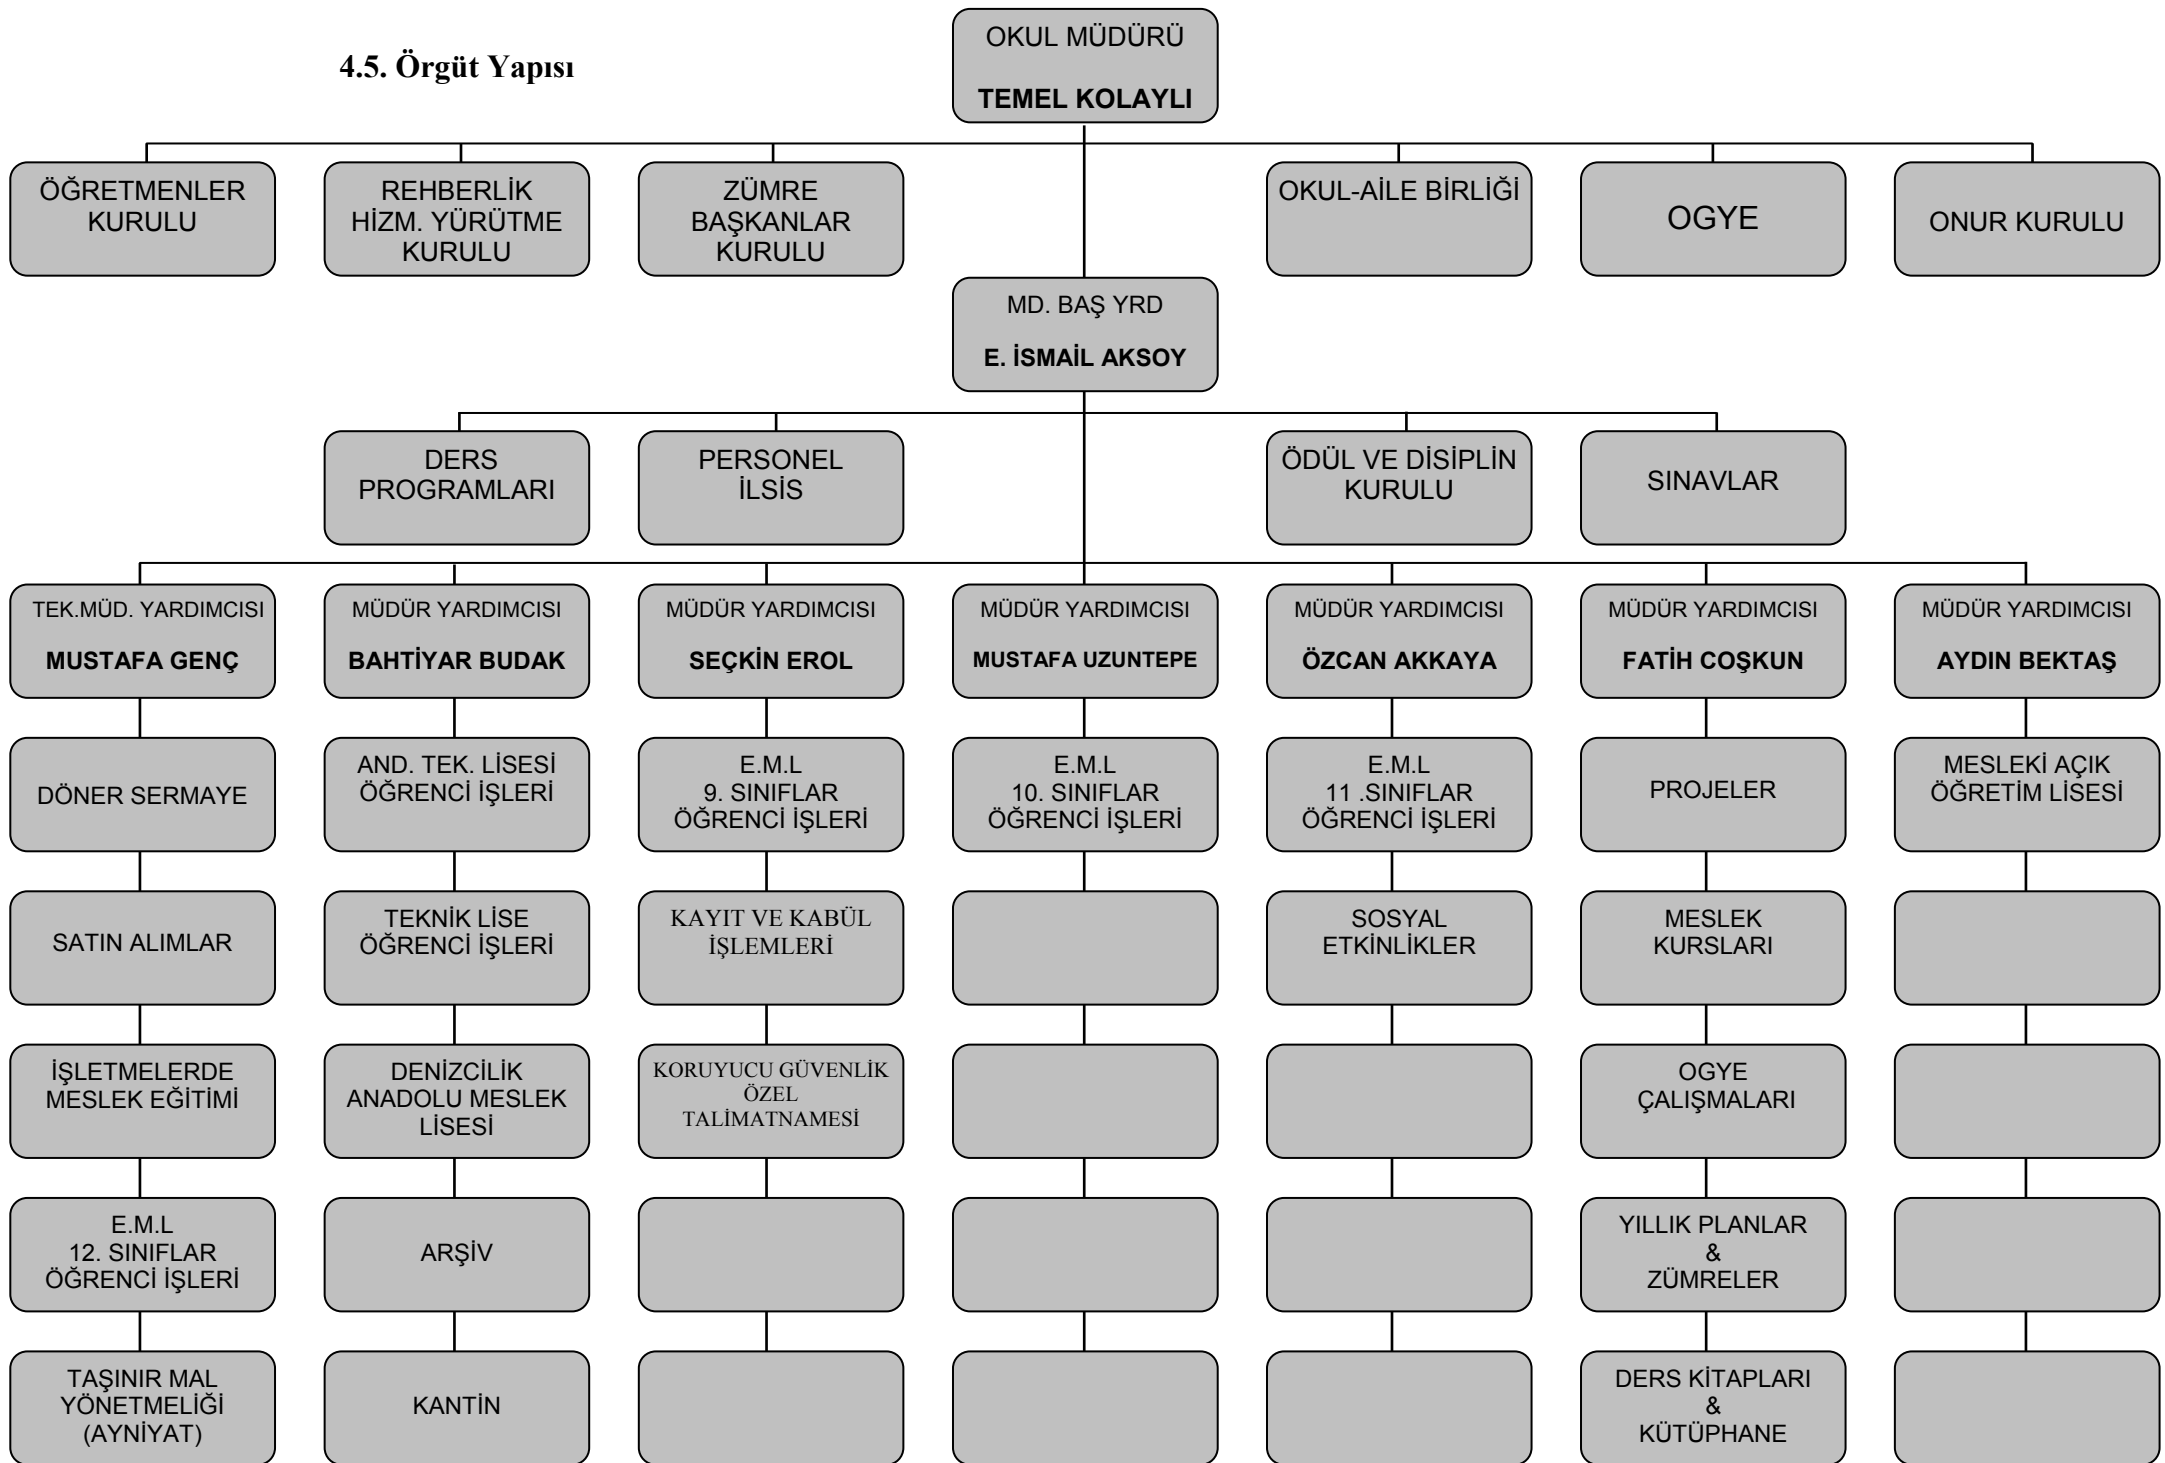 4.5. Örgüt Yapısı
OKUL MÜDÜRÜ
TEMEL KOLAYLI
ÖĞRETMENLER
KURULU
REHBERLİK
HİZM. YÜRÜTME
KURULU
ZÜMRE
BAŞKANLAR
KURULU
OKUL-AİLE BİRLİĞİ
OGYE
ONUR KURULU
MD. BAŞ YRD
E. İSMAİL AKSOY
DERS
PROGRAMLARI
PERSONEL
İLSİS
ÖDÜL VE DİSİPLİN
KURULU
SINAVLAR
TEK.MÜD. YARDIMCISI
MUSTAFA GENÇ
MÜDÜR YARDIMCISI
BAHTİYAR BUDAK
MÜDÜR YARDIMCISI
SEÇKİN EROL
MÜDÜR YARDIMCISI
MUSTAFA UZUNTEPE
MÜDÜR YARDIMCISI
ÖZCAN AKKAYA
MÜDÜR YARDIMCISI
FATİH COŞKUN
MÜDÜR YARDIMCISI
AYDIN BEKTAŞ
DÖNER SERMAYE
AND. TEK. LİSESİ
ÖĞRENCİ İŞLERİ
E.M.L
9. SINIFLAR
ÖĞRENCİ İŞLERİ
E.M.L
10. SINIFLAR
ÖĞRENCİ İŞLERİ
E.M.L
11 .SINIFLAR
ÖĞRENCİ İŞLERİ
PROJELER
MESLEKİ AÇIK
ÖĞRETİM LİSESİ
SATIN ALIMLAR
TEKNİK LİSE
ÖĞRENCİ İŞLERİ
KAYIT VE KABÜL
İŞLEMLERİ
SOSYAL
ETKİNLİKLER
MESLEK
KURSLARI
İŞLETMELERDE
MESLEK EĞİTİMİ
DENİZCİLİK
ANADOLU MESLEK
LİSESİ
KORUYUCU GÜVENLİK
ÖZEL
TALİMATNAMESİ
OGYE
ÇALIŞMALARI
E.M.L
12. SINIFLAR
ÖĞRENCİ İŞLERİ
ARŞİV
YILLIK PLANLAR
&
ZÜMRELER
TAŞINIR MAL
YÖNETMELİĞİ
(AYNİYAT)
KANTİN
DERS KİTAPLARI
&
KÜTÜPHANE